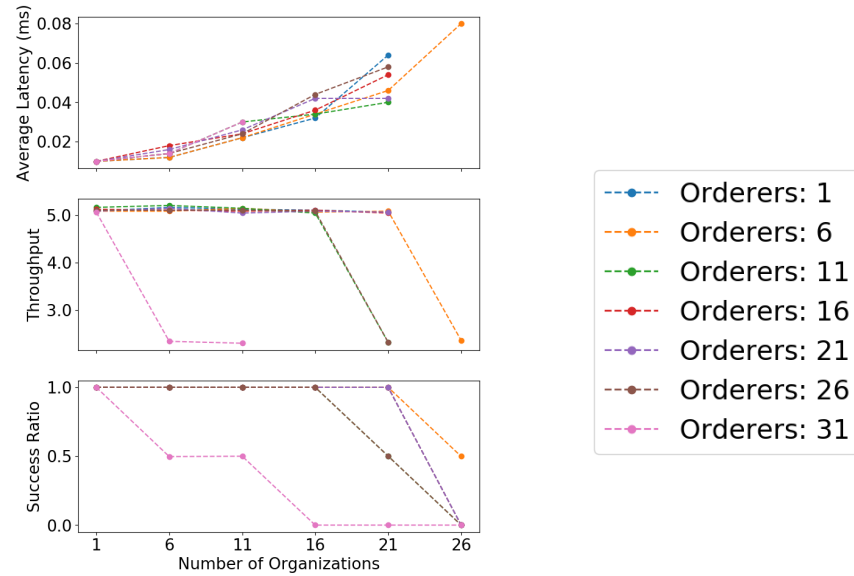 Average Latency (ms)
0.08
0.06
0.04
0.02
Throughput
5.0
4.0
3.0
Success Ratio
1.0
0.5
0.0
1 6 11 16 21 26
Number of Organizations
Orderers: 1
Orderers: 6
Orderers: 11
Orderers: 16
Orderers: 21
Orderers: 26
Orderers: 31